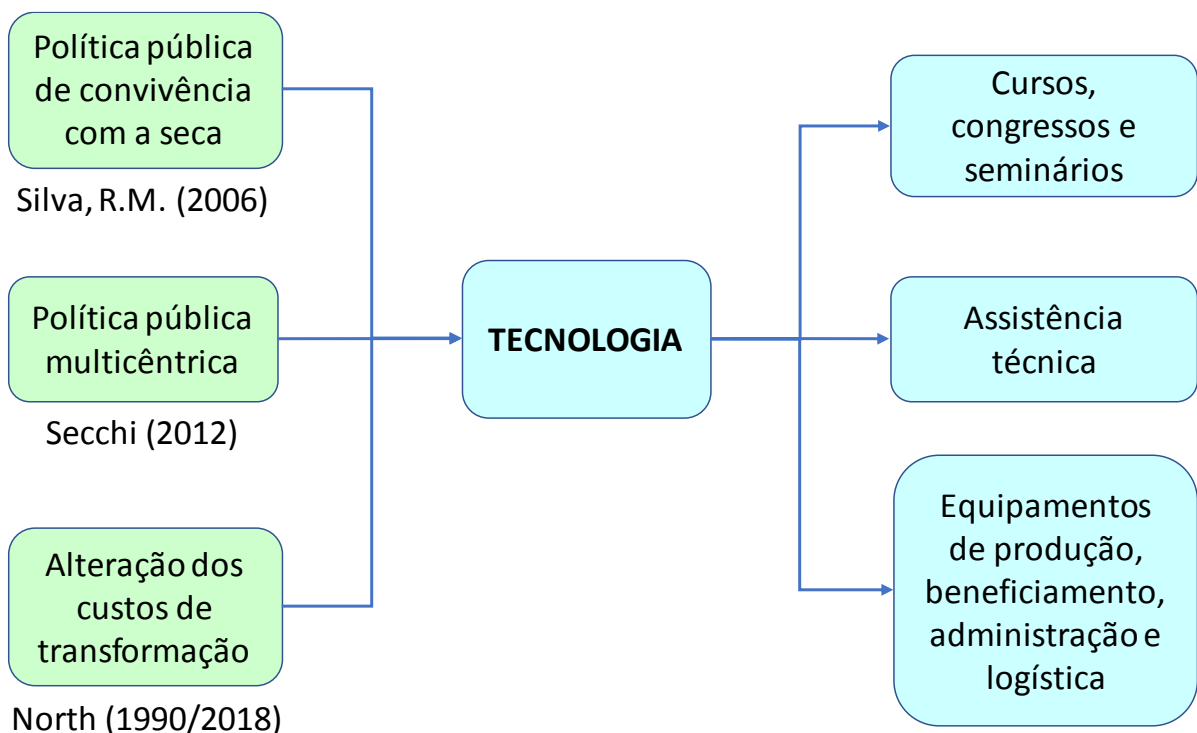 Política pública
de convivência
com a seca
Silva, R.M. (2006)
Política pública
multicêntrica
Secchi (2012)
Alteração dos
custos de
transformação
North (1990/2018)
TECNOLOGIA
Cursos,
congressos e
seminários
Assistência
técnica
Equipamentos
de produção,
beneficiamento,
administração e
logística